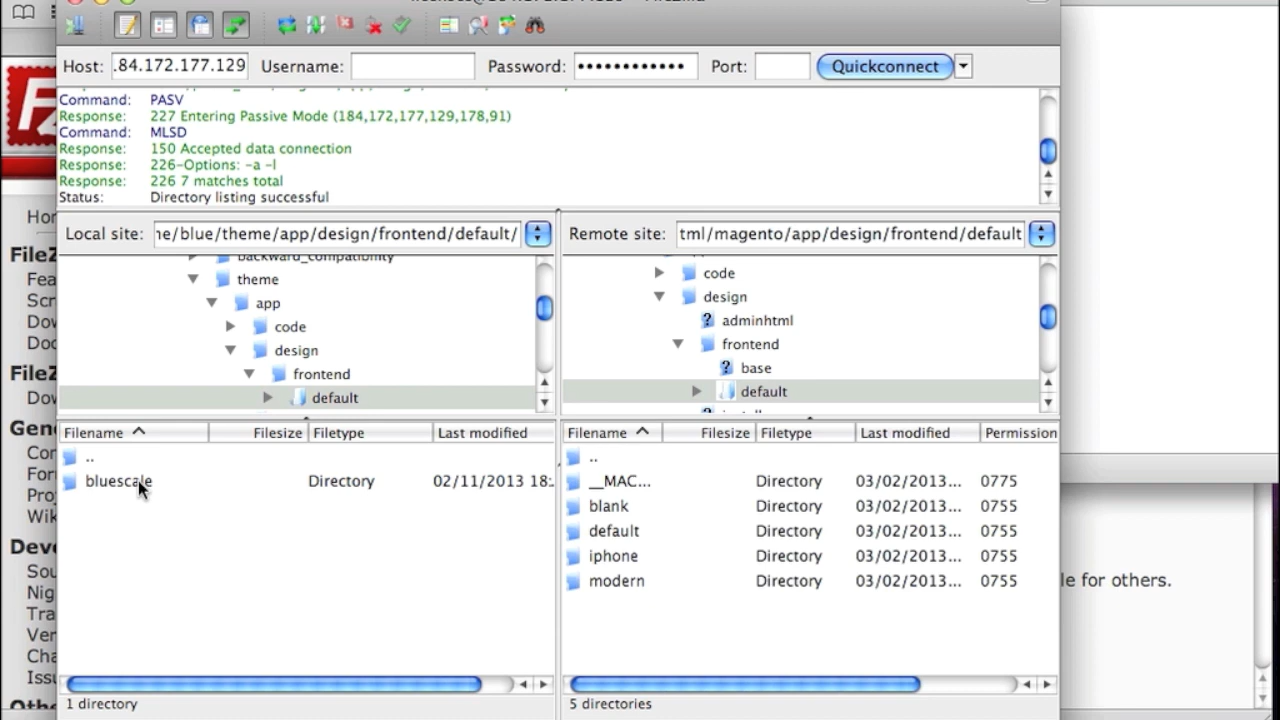 Host: .84.172.177.129 Username: Password: •••••••••••• Port: Quickconnect
Command: PASV
Response: 227 Entering Passive Mode (184,172,177,129,178,91)
Command: MLSD
Response: 150 Accepted data connection
Response: 226-Options: -a -l
Response: 226 7 matches total
Status: Directory listing successful
Local site: ne/blue/theme/app/design/frontend/default/
Remote site: tml/magento/app/design/frontend/default
backward_compatibility
theme
app
code
design
frontend
default
code
design
adminhtml
frontend
base
default
Filename Filesize Filetype Last modified
..
bluescale Directory 02/11/2013 18:
1 directory
Filename Filesize Filetype Last modified Permission
..
__MAC... Directory 03/02/2013... 0775
blank Directory 03/02/2013... 0755
default Directory 03/02/2013... 0755
iphone Directory 03/02/2013... 0755
modern Directory 03/02/2013... 0755
5 directories
Hor
FileZ
Fea
Scr
Dov
Doc
FileZ
Dov
Gene
Con
For
Pro
Wik
Deve
Sou
Nig
Tra
Ver
Cha
Issu
Othe
le for others.